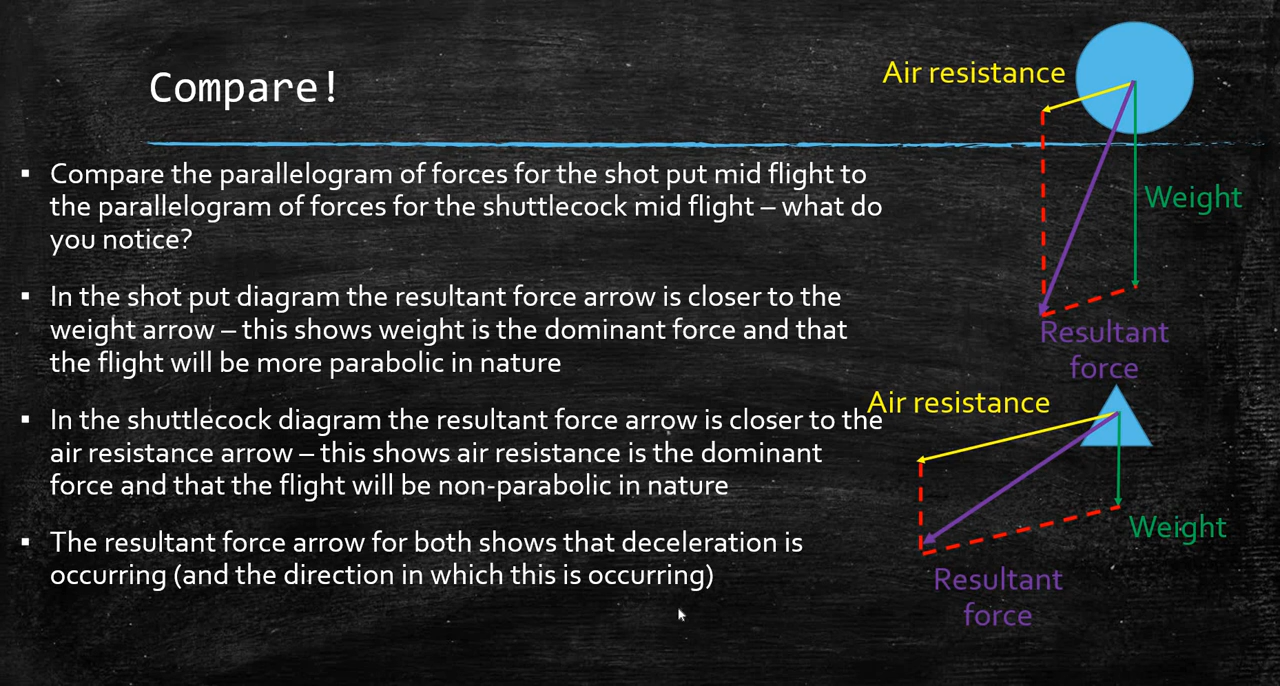 Compare!
▪ Compare the parallelogram of forces for the shot put mid flight to
the parallelogram of forces for the shuttlecock mid flight – what do
you notice?
▪ In the shot put diagram the resultant force arrow is closer to the
weight arrow – this shows weight is the dominant force and that
the flight will be more parabolic in nature
▪ In the shuttlecock diagram the resultant force arrow is closer to the
air resistance arrow – this shows air resistance is the dominant
force and that the flight will be non-parabolic in nature
▪ The resultant force arrow for both shows that deceleration is
occurring (and the direction in which this is occurring)
Air resistance
Weight
Resultant
force
Air resistance
Weight
Resultant
force